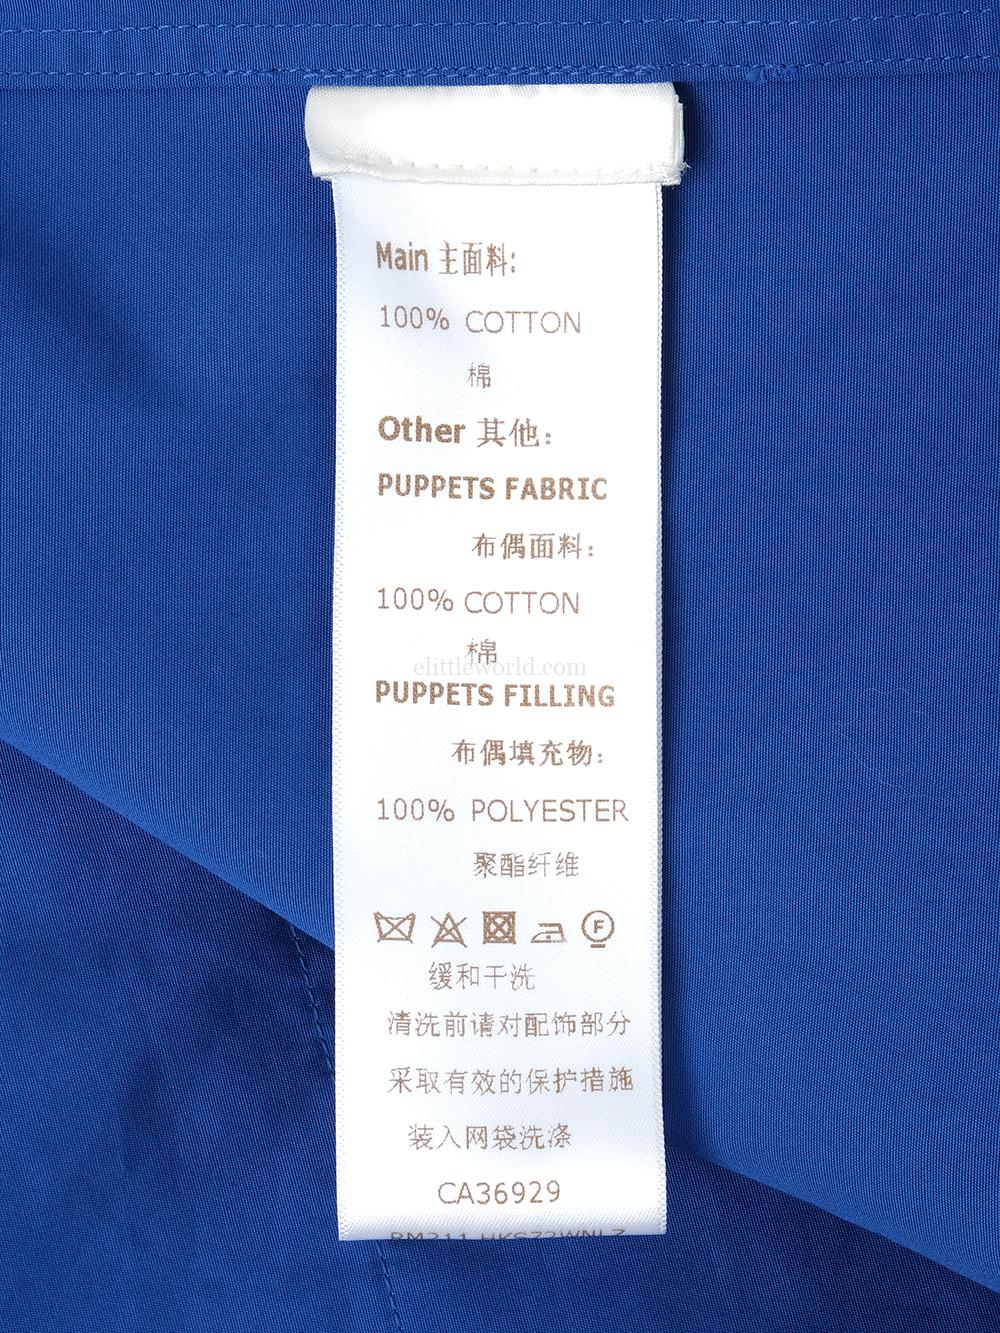 Main 主面料:
100% COTTON
棉
Other 其他:
PUPPETS FABRIC
布偶面料:
100% COTTON
棉
elittleworld.com
PUPPETS FILLING
布偶填充物:
100% POLYESTER
聚酯纤维
F
缓和干洗
清洗前请对配饰部分
采取有效的保护措施
装入网袋洗涤
CA36929